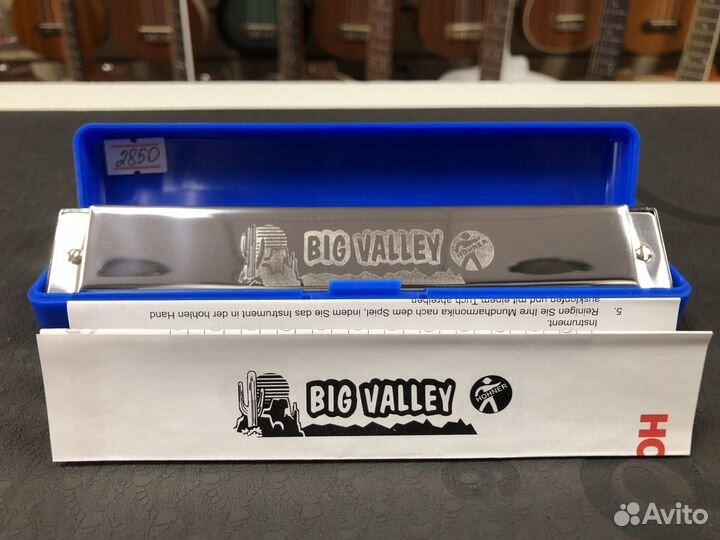 2850
BIG VALLEY
HOHNER
auskopfen und mit einem Tuch abreiben
5. Reinigen Sie Ihre Mundharmonika nach dem Spiel, indem Sie das Instrument in der hohlen Hand
Instrument.
BIG VALLEY
HOHNER
HO
Avito